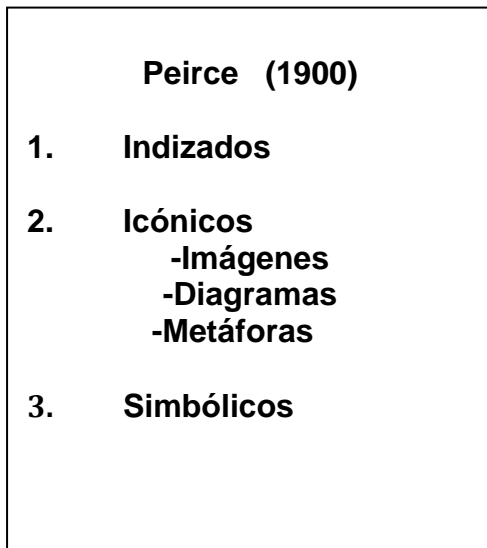 Peirce (1900)
1. Indizados
2. Icónicos
-Imágenes
-Diagramas
-Metáforas
3. Simbólicos